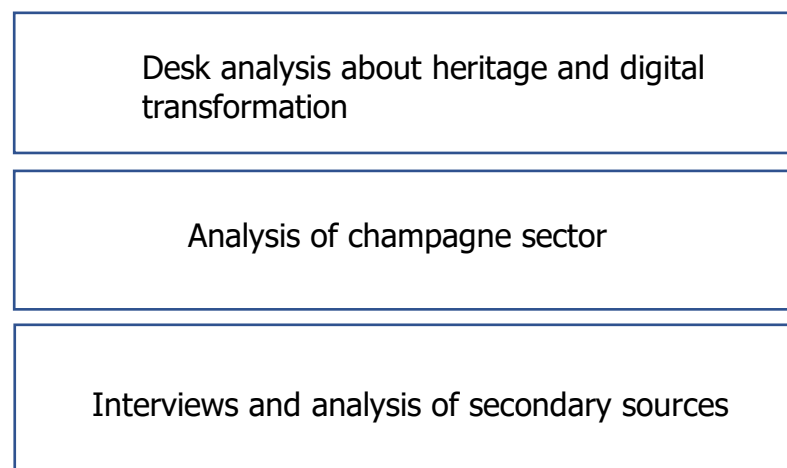 Desk analysis about heritage and digital
transformation
Analysis of champagne sector
Interviews and analysis of secondary sources